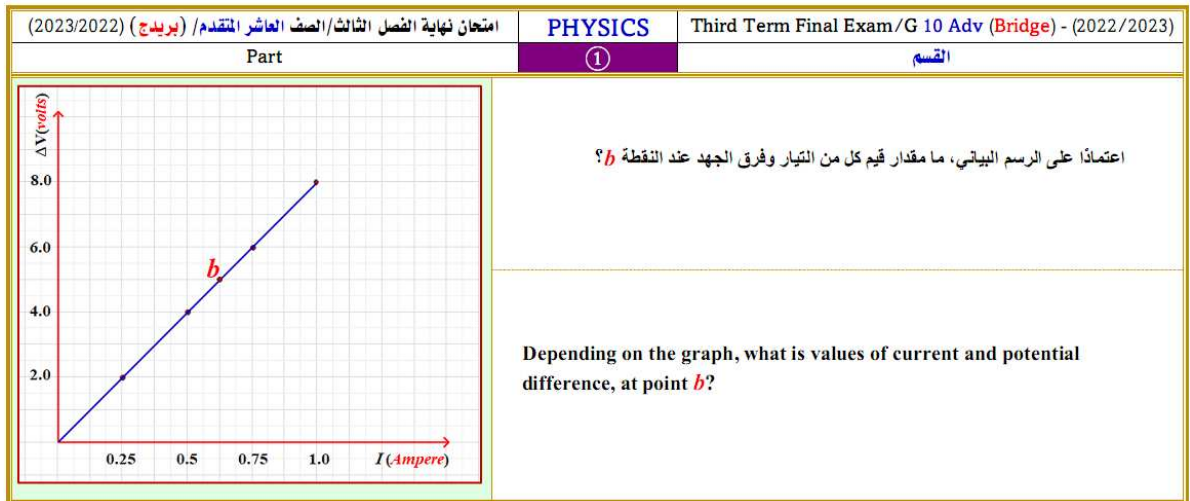 امتحان نهاية الفصل الثالث/الصف العاشر المتقدم/ (بريدج) (2023/2022)
PHYSICS
Third Term Final Exam/G 10 Adv (Bridge) - (2022/2023)
Part
①
القسم
ΔV(volts)
8.0
6.0
4.0
2.0
b
0.25 0.5 0.75 1.0 I (Ampere)
اعتمادًا على الرسم البياني، ما مقدار قيم كل من التيار وفرق الجهد عند النقطة b؟
Depending on the graph, what is values of current and potential
difference, at point b?